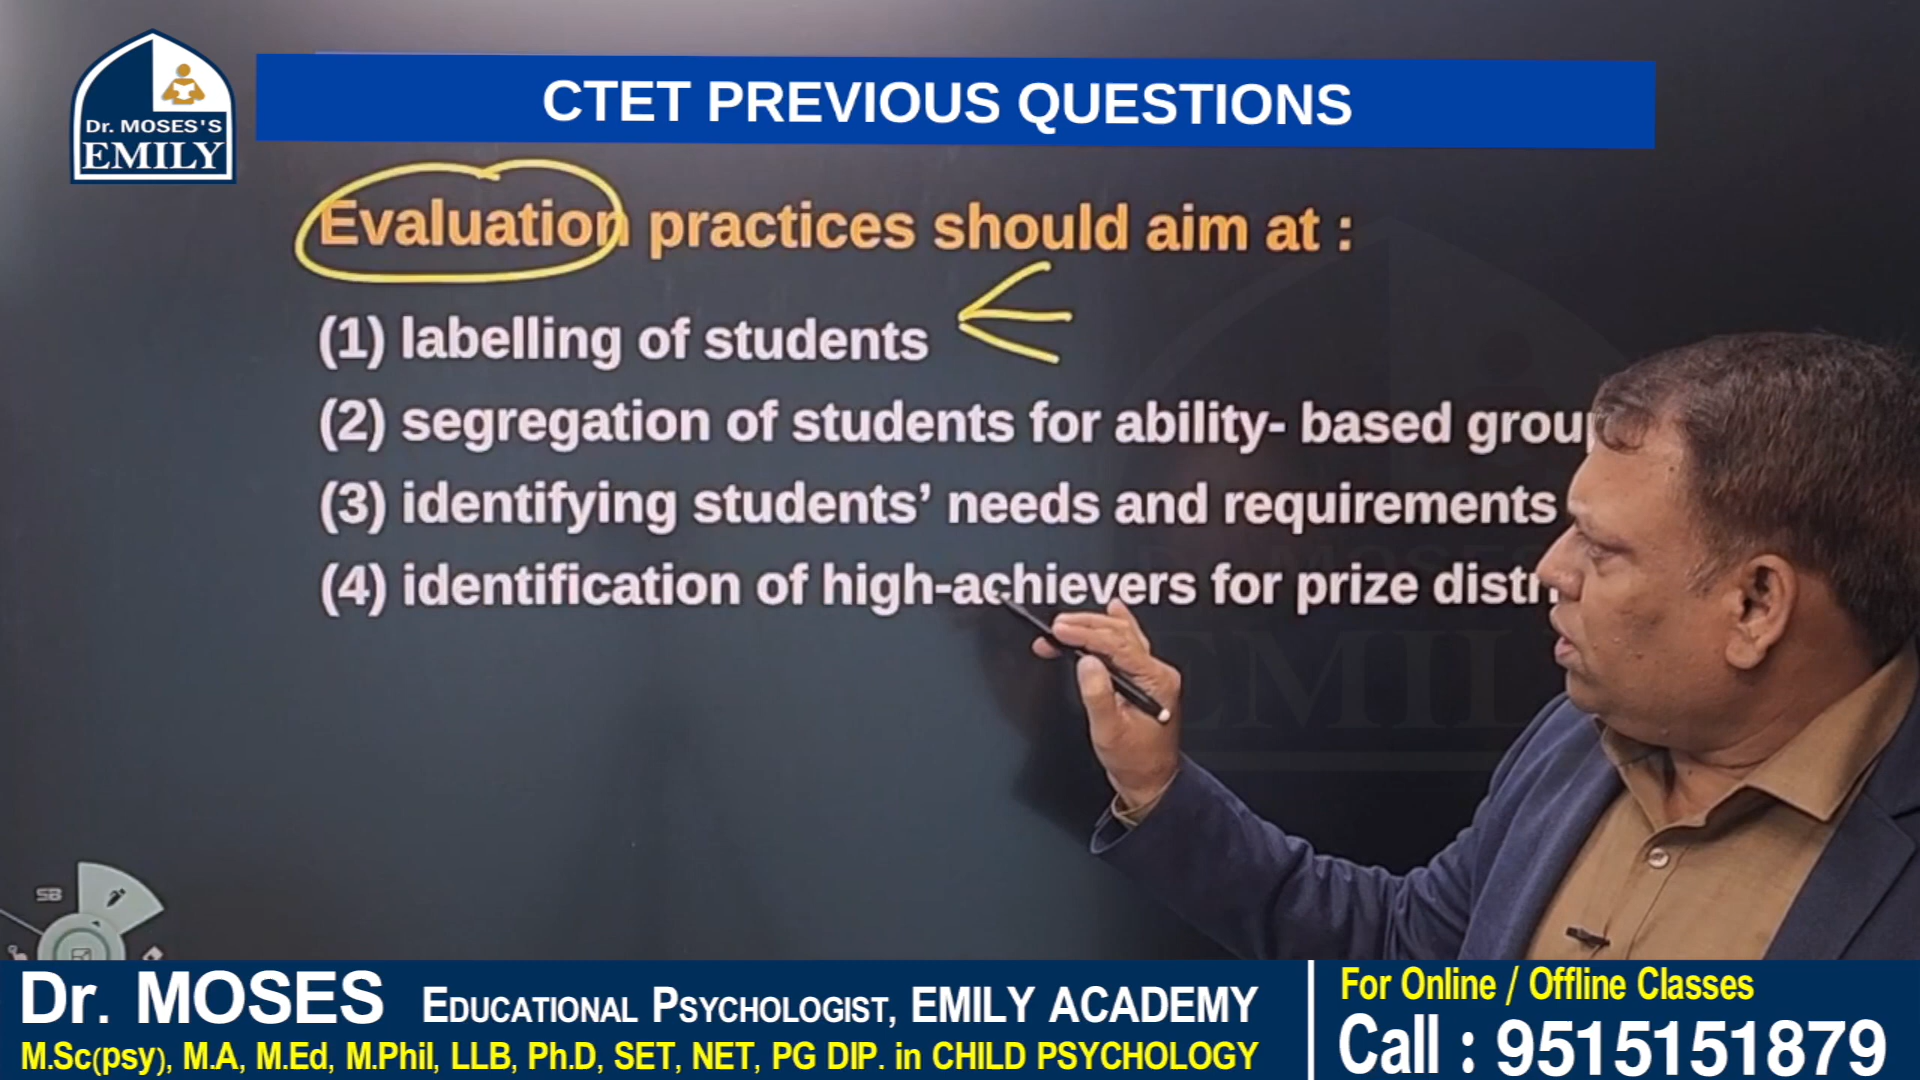 Dr. MOSES'S
EMILY
CTET PREVIOUS QUESTIONS
Evaluation practices should aim at :
(1) labelling of students
(2) segregation of students for ability- based
(3) identifying students’ needs and requirements
(4) identification of high-achievers for prize
SB
EMIL
Dr. MOSES EDUCATIONAL PSYCHOLOGIST, EMILY ACADEMY
M.Sc(psy), M.A, M.Ed, M.Phil, LLB, Ph.D, SET, NET, PG DIP. in CHILD PSYCHOLOGY
For Online / Offline Classes
Call : 9515151879